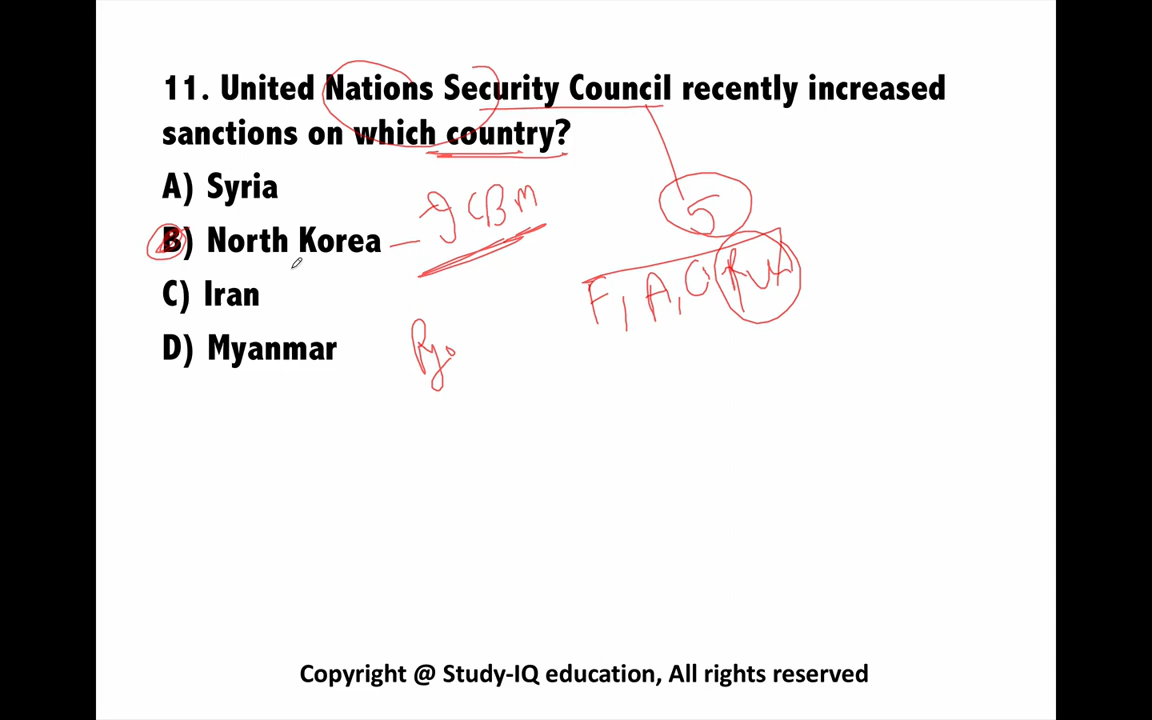 11. United Nations Security Council recently increased
sanctions on which country?
A) Syria
ICBM
5
B) North Korea
F, A, C
C) Iran
D) Myanmar
Copyright @ Study-IQ education, All rights reserved